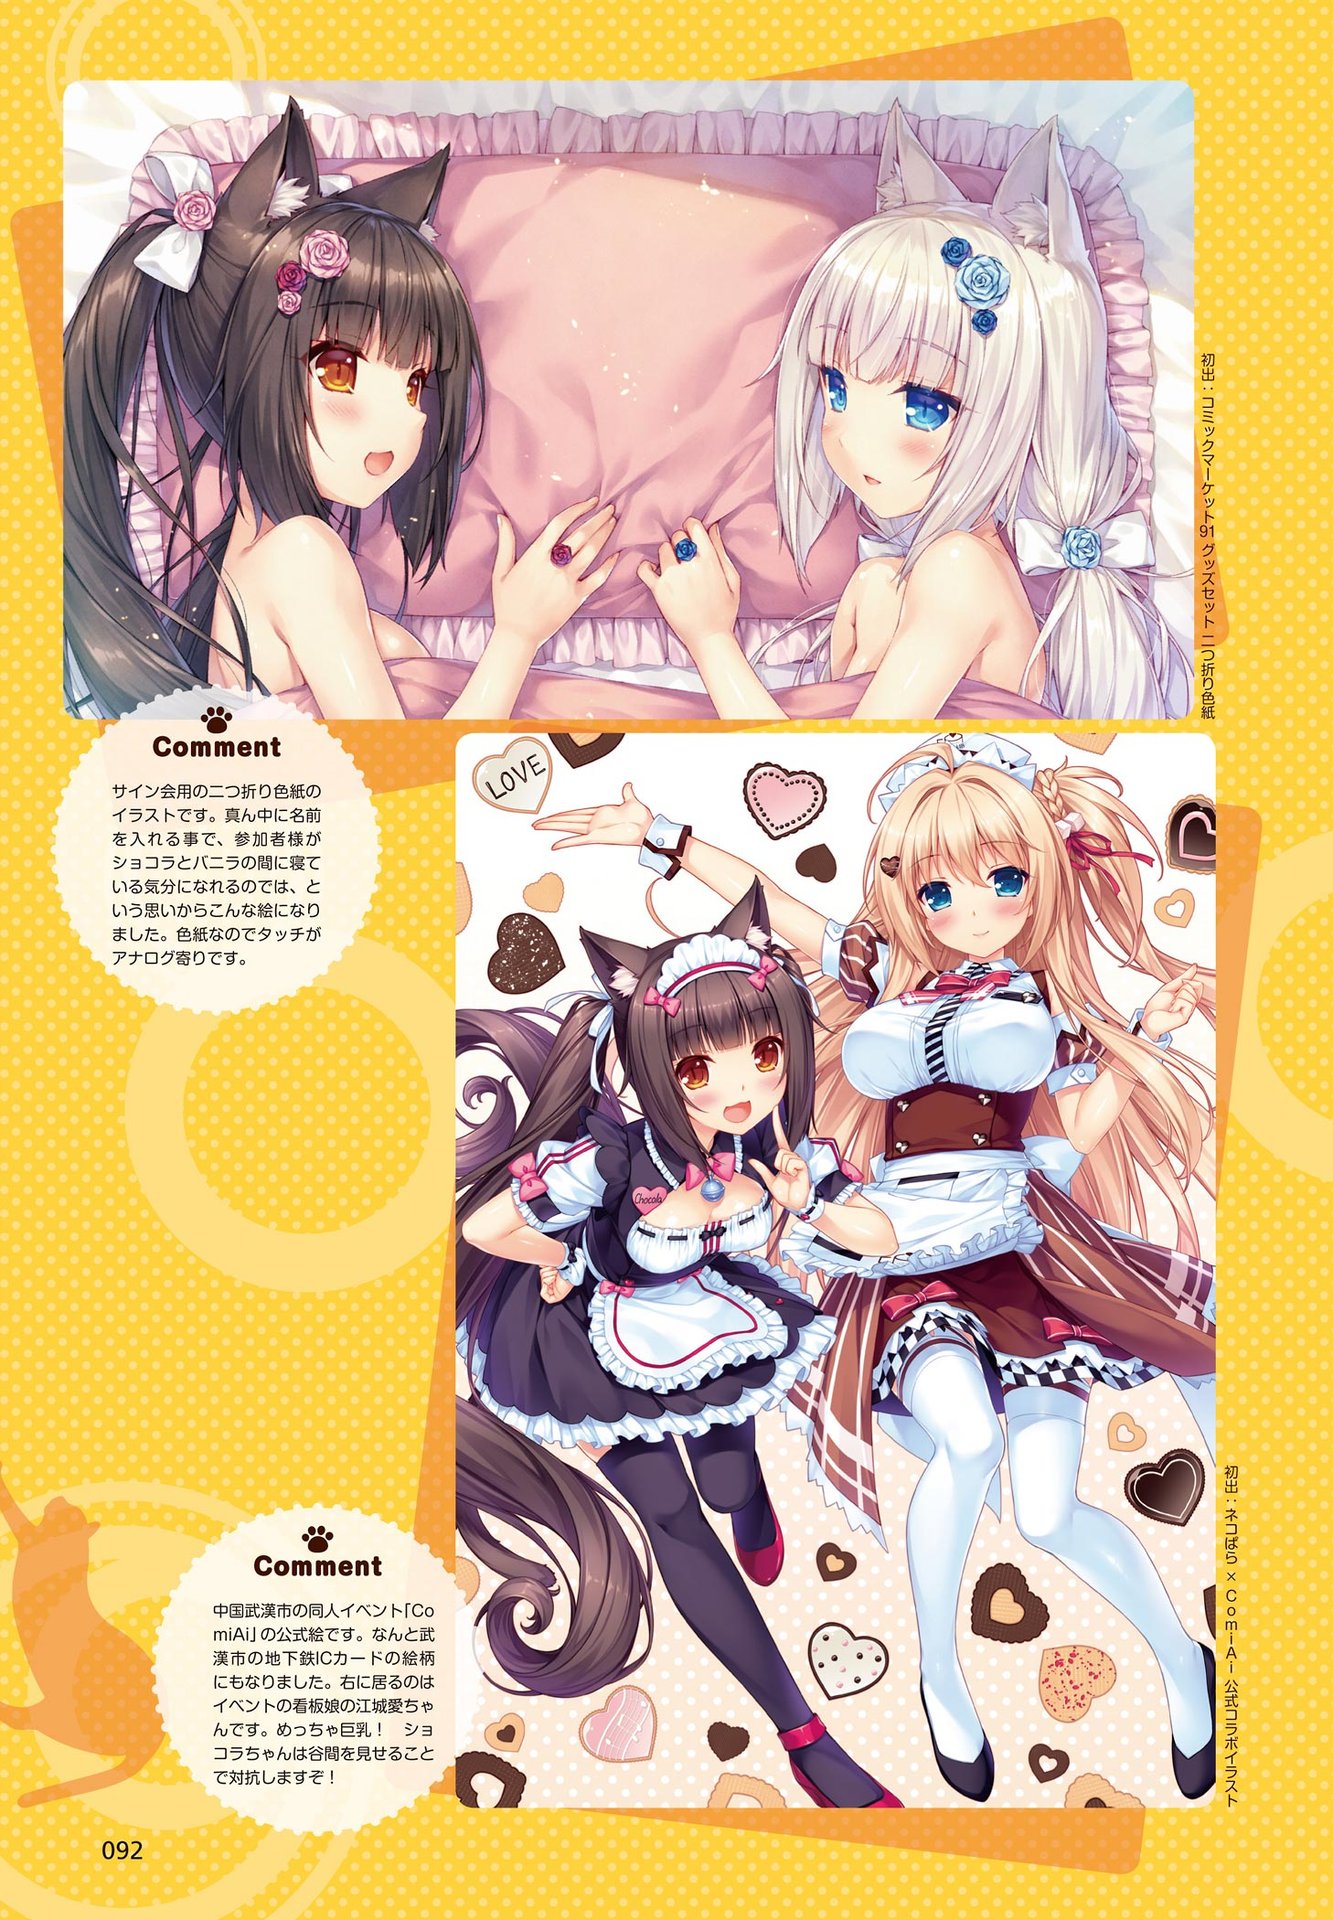 初出：コミックマーケット91 グッズセット 二つ折り色紙
Comment
サイン会用の二つ折り色紙の
イラストです。真ん中に名前
を入れる事で、参加者様が
ショコラとバニラの間に寝て
いる気分になれるのでは、と
いう思いからこんな絵になり
ました。色紙なのでタッチが
アナログ寄りです。
LOVE
Chocola
初出：ネコぱら × ComiAi 公式コラボイラスト
Comment
中国武漢市の同人イベント｢Co
miAi｣の公式絵です。なんと武
漢市の地下鉄ICカードの絵柄
にもなりました。右に居るのは
イベントの看板娘の江城愛ちゃ
んです。めっちゃ巨乳！　ショ
コラちゃんは谷間を見せること
で対抗しますぞ！
092